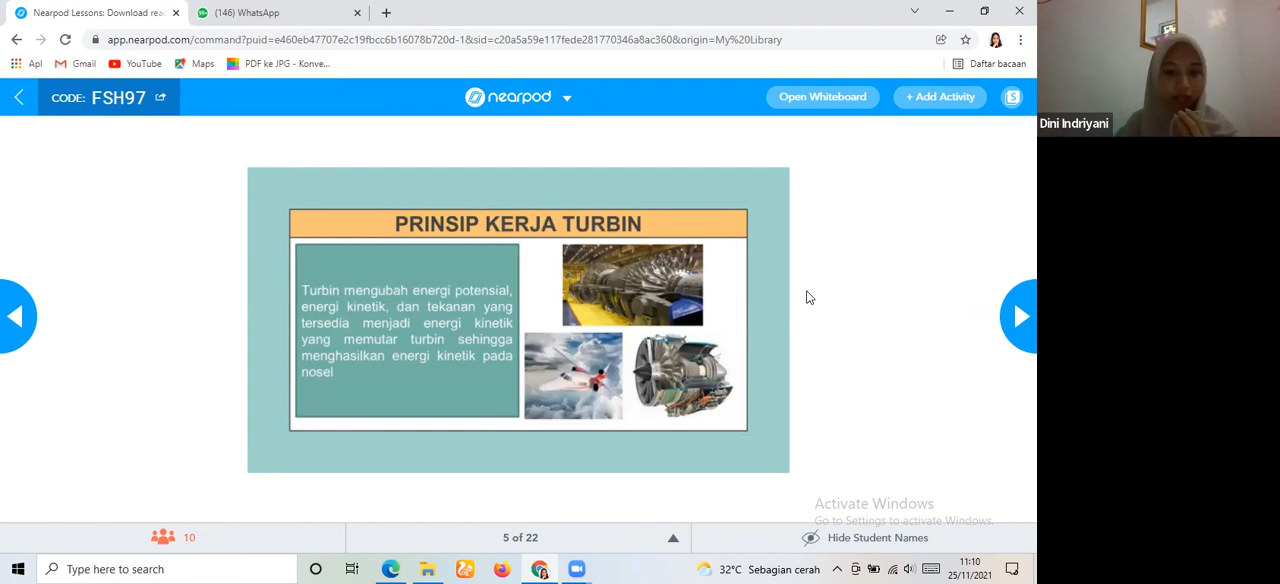 Nearpod Lessons: Download rea
(146) WhatsApp
app.nearpod.com/command?puid=e460eb47707e2c19fbcc6b16078b720d-1&sid=c20a5a59e117fede281770346a8ac360&origin=My%20Library
Apl
Gmail
YouTube
Maps
PDF ke JPG - Konve...
Daftar bacaan
CODE: FSH97
nearpod
Open Whiteboard
+ Add Activity
S
Dini Indriyani
PRINSIP KERJA TURBIN
Turbin mengubah energi potensial,
energi kinetik, dan tekanan yang
tersedia menjadi energi kinetik
yang memutar turbin sehingga
menghasilkan energi kinetik pada
nosel
Activate Windows
Go to Settings to activate Windows.
10
5 of 22
Hide Student Names
Type here to search
32°C Sebagian cerah
11:10
25/11/2021